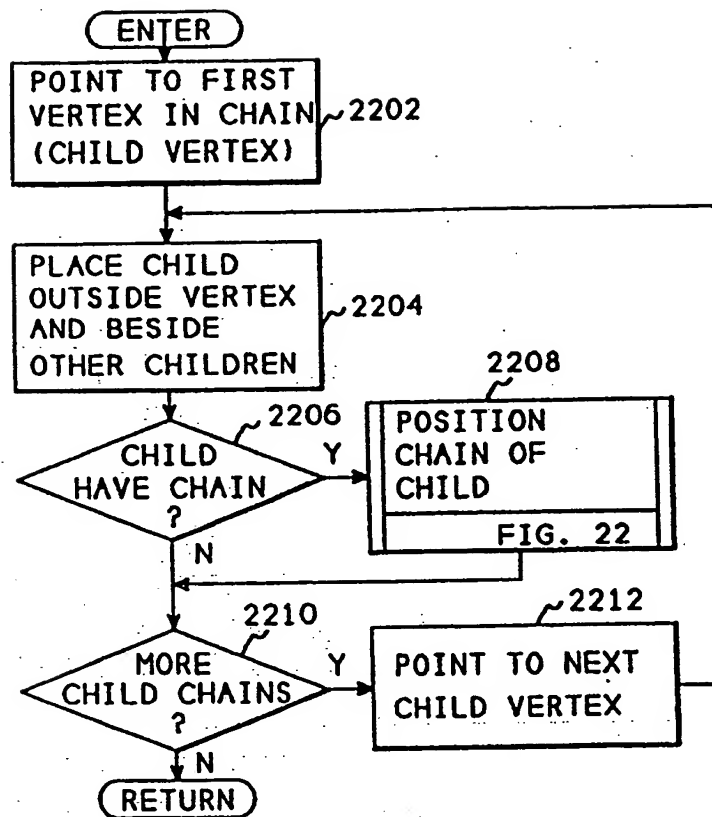 ENTER
POINT TO FIRST
VERTEX IN CHAIN
(CHILD VERTEX)
2202
PLACE CHILD
OUTSIDE VERTEX
AND BESIDE
OTHER CHILDREN
2204
2206
CHILD
HAVE CHAIN
?
Y
N
2208
POSITION
CHAIN OF
CHILD
FIG. 22
2210
MORE
CHILD CHAINS
?
Y
N
2212
POINT TO NEXT
CHILD VERTEX
RETURN